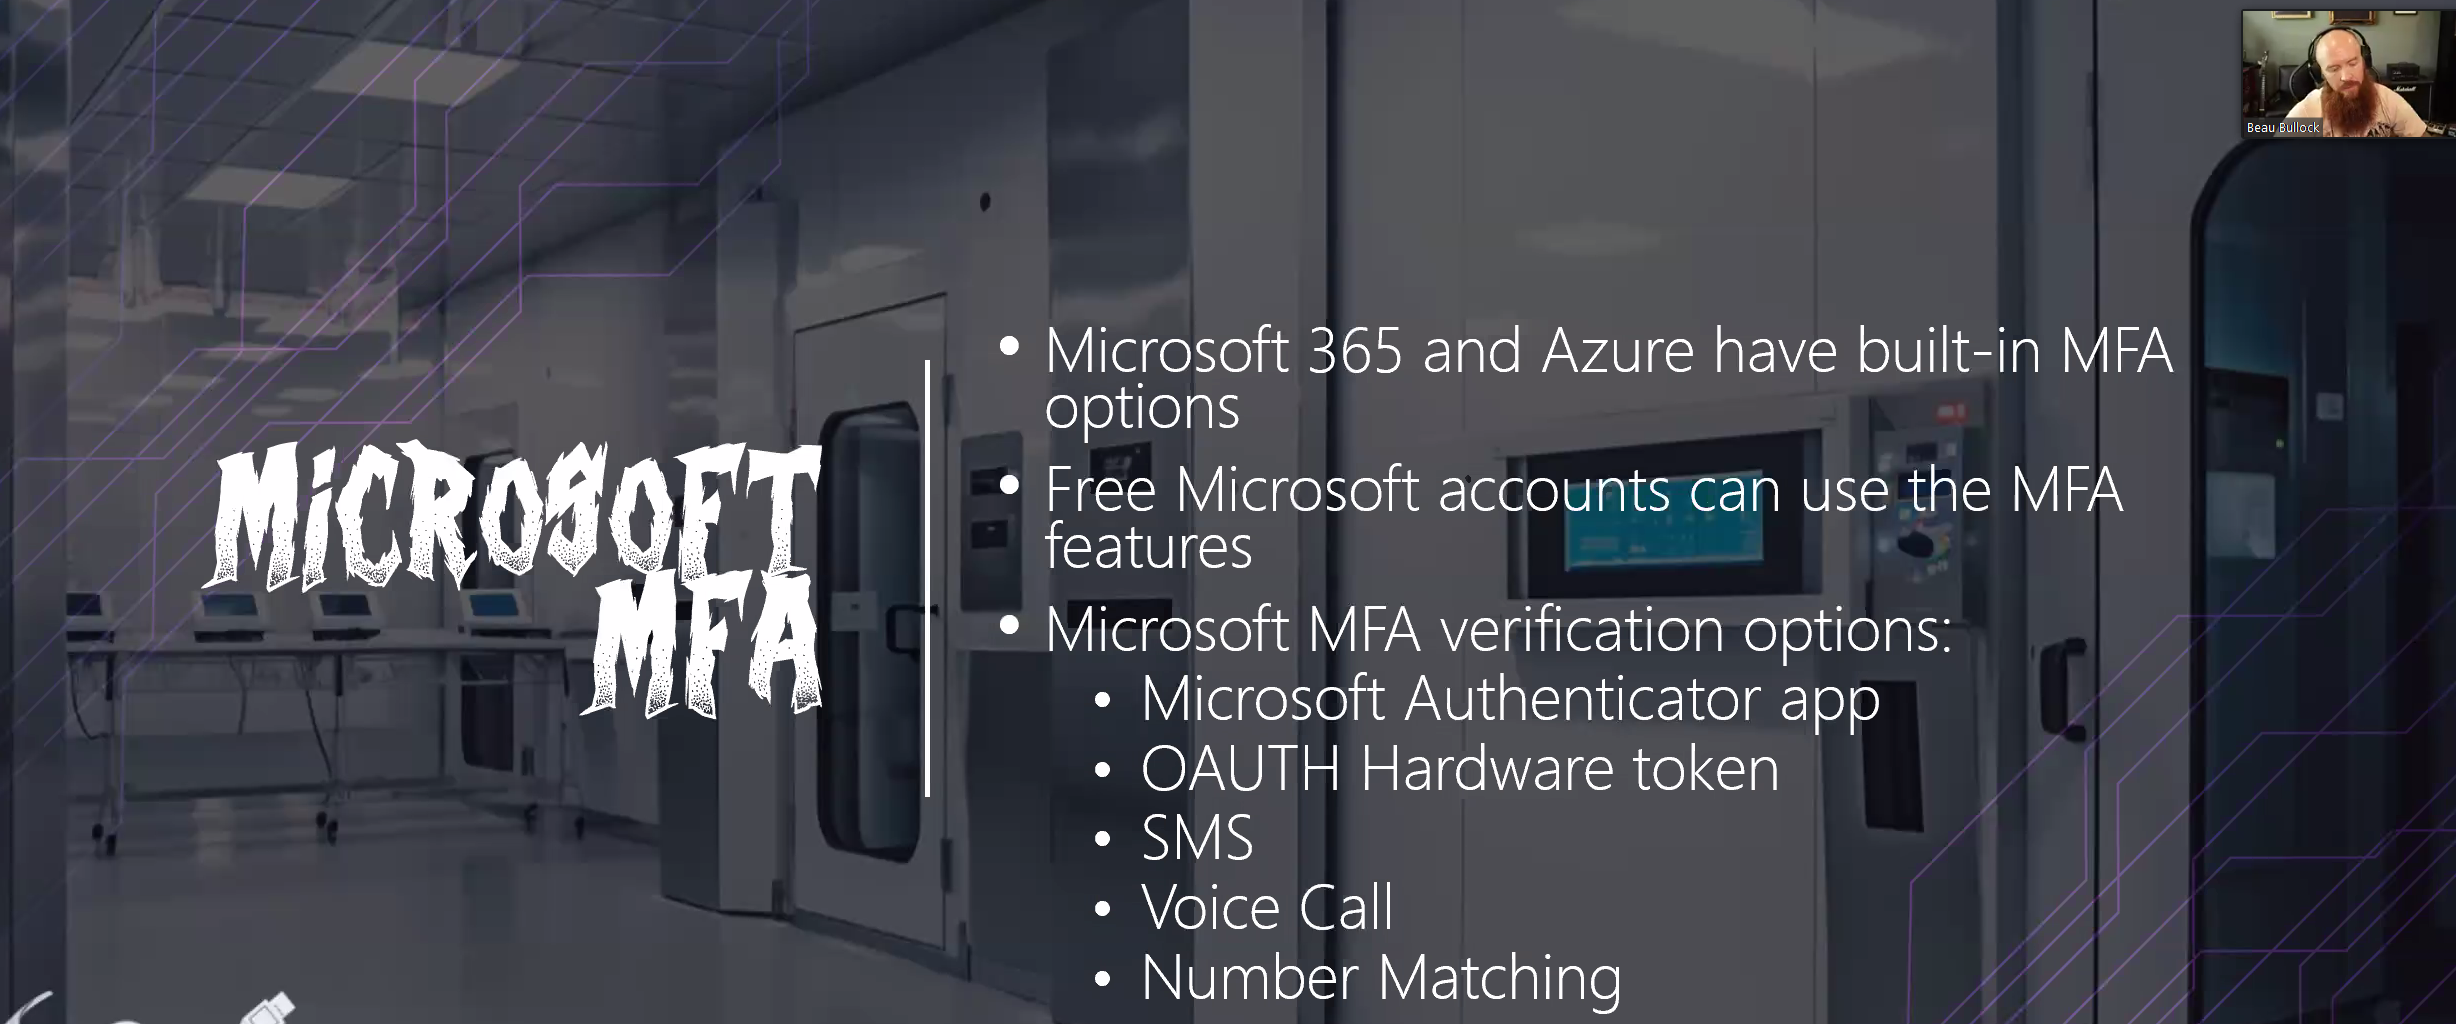 Beau Bullock
MiCROSOFT
MFA
• Microsoft 365 and Azure have built-in MFA
options
• Free Microsoft accounts can use the MFA
features
• Microsoft MFA verification options:
• Microsoft Authenticator app
• OAUTH Hardware token
• SMS
• Voice Call
• Number Matching